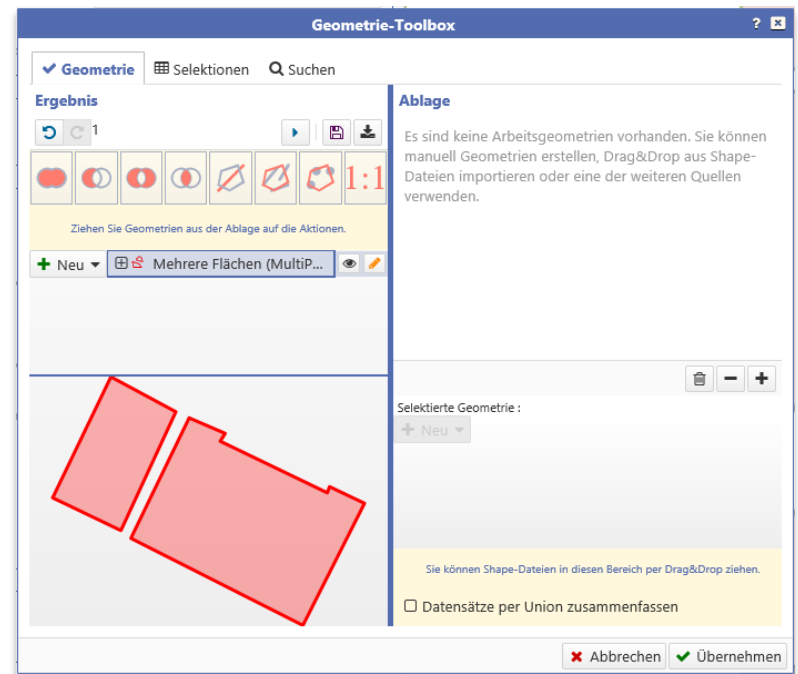 Geometrie-Toolbox ?
Geometrie Selektionen Suchen
Ergebnis
1
1:1
Ziehen Sie Geometrien aus der Ablage auf die Aktionen.
Neu Mehrere Flächen (MultiP...
Ablage
Es sind keine Arbeitsgeometrien vorhanden. Sie können
manuell Geometrien erstellen, Drag&Drop aus Shape-
Dateien importieren oder eine der weiteren Quellen
verwenden.
Selektierte Geometrie :
Neu
Sie können Shape-Dateien in diesen Bereich per Drag&Drop ziehen.
Datensätze per Union zusammenfassen
Abbrechen Übernehmen